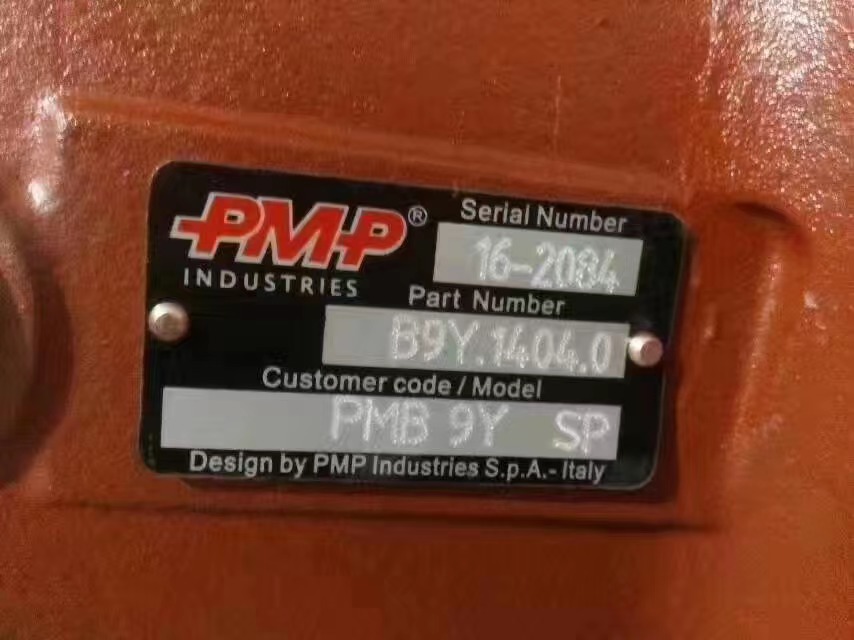 PMP®
INDUSTRIES
Serial Number
16-2084
Part Number
B9Y.1404.0
Customer code / Model
PMB 9Y SP
Design by PMP Industries S.p.A.- Italy